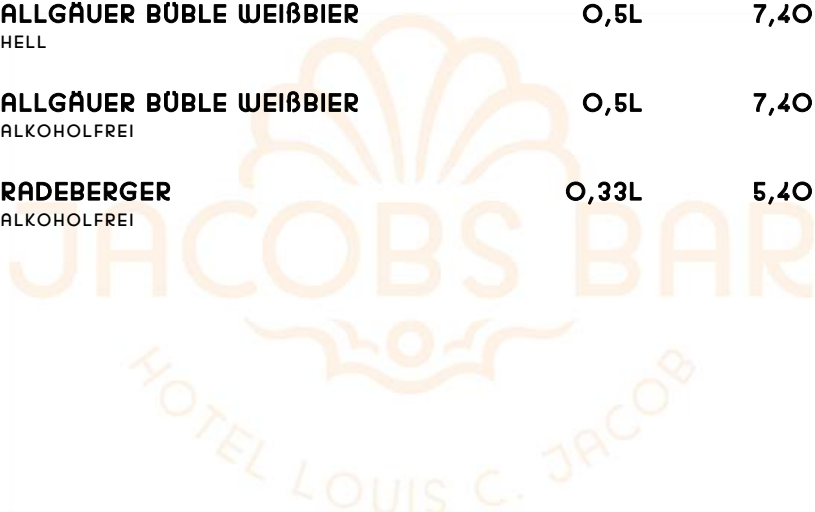 ALLGÄUER BÜBLE WEIßBIER 0,5L 7,40
HELL
ALLGÄUER BÜBLE WEIßBIER 0,5L 7,40
ALKOHOLFREI
RADEBERGER 0,33L 5,40
ALKOHOLFREI
JACOBS BAR
HOTEL LOUIS C. JACOB